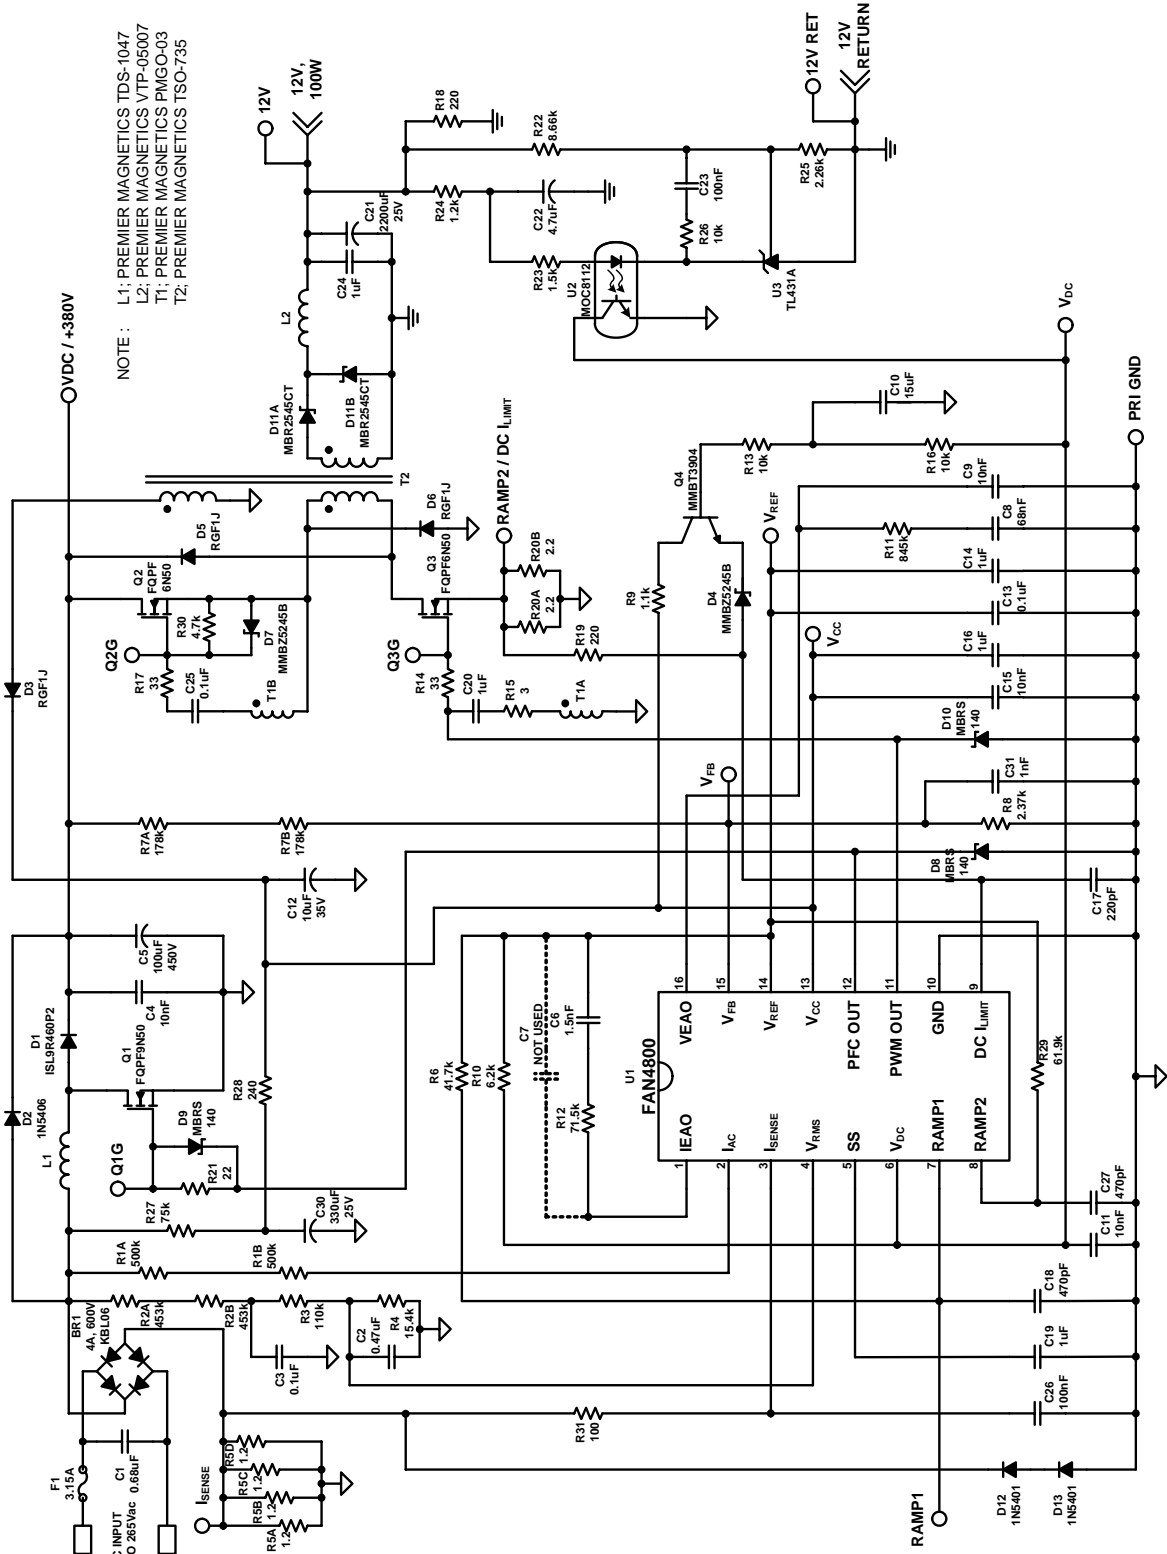 NOTE : L1; PREMIER MAGNETICS TDS-1047
L2; PREMIER MAGNETICS VTP-05007
T1; PREMIER MAGNETICS PMGO-03
T2; PREMIER MAGNETICS TSO-735
C INPUT
O 265Vac
F1
3.15A
C1
0.68uF
BR1
4A, 600V
KBL06
ISENSE
R5A
1.2
R5B
1.2
R5C
1.2
R5D
1.2
R2A
453k
R2B
453k
R3
110k
C3
0.1uF
C2
0.47uF
R4
15.4k
R1A
500k
R1B
500k
R27
75k
C30
330uF
25V
D2
1N5406
L1
Q1G
R21
22
D9
MBRS
140
Q1
FQPF9N50
D1
ISL9R460P2
R28
240
C4
10nF
C5
100uF
450V
C12
10uF
35V
R7A
178k
R7B
178k
D3
RGF1J
VDC / +380V
Q2G
R17
33
C25
0.1uF
T1B
R30
4.7k
D7
MMBZ5245B
Q2
FQPF
6N50
D5
RGF1J
T2
Q3G
R14
33
C20
1uF
R15
3
T1A
Q3
FQPF6N50
D6
RGF1J
RAMP2 / DC ILIMIT
R20A
2.2
R20B
2.2
R19
220
D11A
MBR2545CT
D11B
MBR2545CT
L2
C24
1uF
C21
2200uF
25V
12V
12V,
100W
R24
1.2k
R18
220
R22
8.66k
C22
4.7uF
R23
1.5k
U2
MOC8112
R26
10k
C23
100nF
U3
TL431A
R25
2.26k
12V RET
12V
RETURN
VDC
C10
15uF
R13
10k
R16
10k
Q4
MMBT3904
R9
1.1k
D4
MMBZ5245B
VREF
VCC
VFB
R11
845k
C9
10nF
C8
68nF
C14
1uF
C13
0.1uF
C16
1uF
C15
10nF
D10
MBRS
140
C31
1nF
R8
2.37k
D8
MBRS
140
C17
220pF
PRI GND
R6
41.7k
R10
6.2k
C7
NOT USED
C6
1.5nF
R12
71.5k
U1
FAN4800
1 IEAO
2 IAC
3 ISENSE
4 VRMS
5 SS
6 VDC
7 RAMP1
8 RAMP2
16 VEAO
15 VFB
14 VREF
13 VCC
12 PFC OUT
11 PWM OUT
10 GND
9 DC ILIMIT
R29
61.9k
C27
470pF
C11
10nF
C18
470pF
C19
1uF
C26
100nF
R31
100
D12
1N5401
D13
1N5401
RAMP1